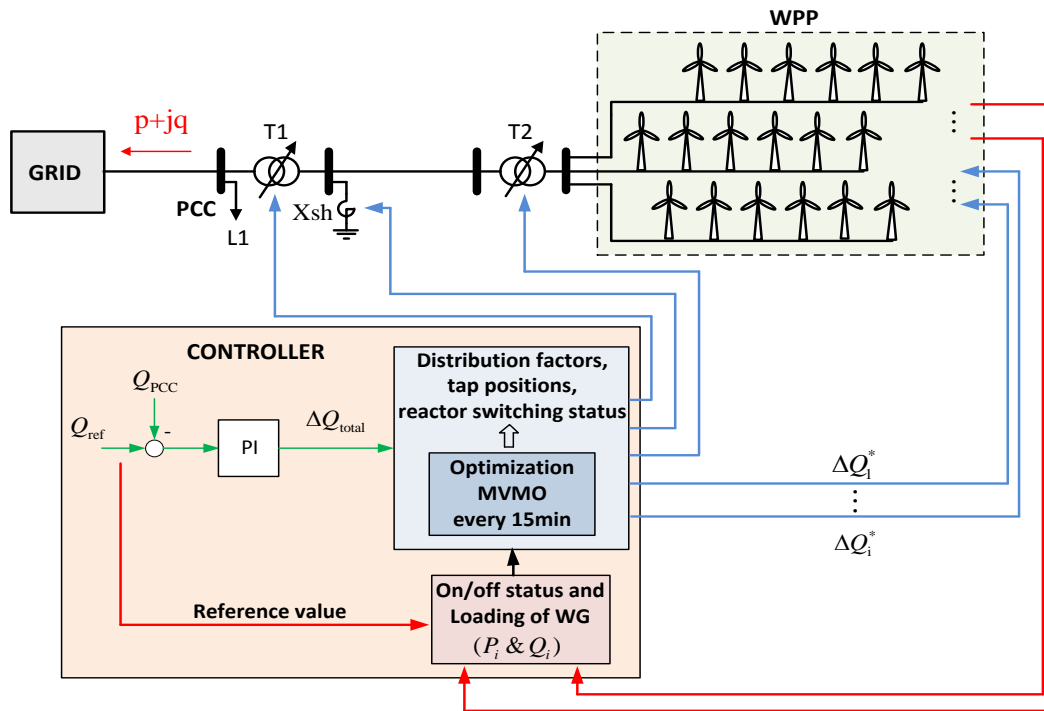 WPP
p+jq
T1
T2
GRID
PCC
L1
Xsh
CONTROLLER
Q_PCC
Q_ref
-
PI
ΔQ_total
Distribution factors,
tap positions,
reactor switching status
Optimization
MVMO
every 15min
ΔQ_1^*
⋮
ΔQ_i^*
Reference value
On/off status and
Loading of WG
(P_i & Q_i)